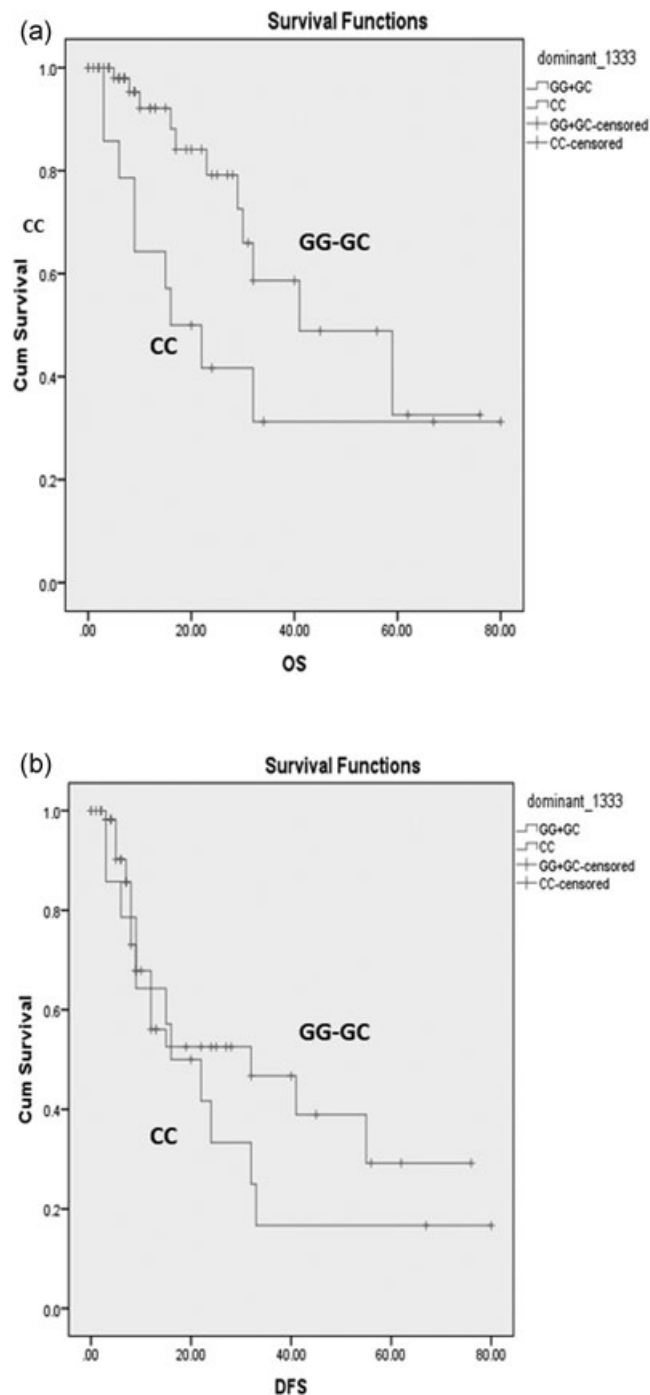 (a)
Survival Functions
dominant_1333
GG+GC
CC
GG+GC-censored
CC-censored
1.0
0.8
cc
0.6
0.4
0.2
0.0
Cum Survival
GG-GC
CC
.00 20.00 40.00 60.00 80.00
OS
(b)
Survival Functions
dominant_1333
GG+GC
CC
GG+GC-censored
CC-censored
1.0
0.8
0.6
0.4
0.2
0.0
Cum Survival
GG-GC
CC
.00 20.00 40.00 60.00 80.00
DFS